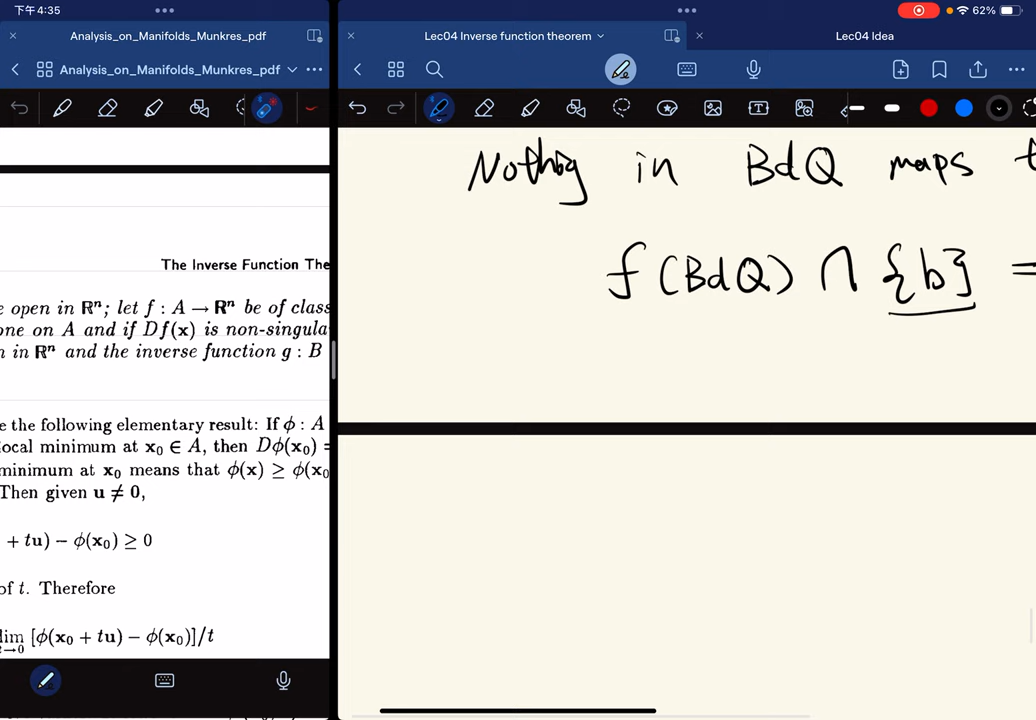 下午4:35
62%
Analysis_on_Manifolds_Munkres_pdf
Lec04 Inverse function theorem
Lec04 Idea
Analysis_on_Manifolds_Munkres_pdf
The Inverse Function The
e open in Rⁿ; let f : A → Rⁿ be of class
one on A and if Df(x) is non-singula
n in Rⁿ and the inverse function g : B
e the following elementary result: If ϕ : A
local minimum at x₀ ∈ A, then Dϕ(x₀) =
minimum at x₀ means that ϕ(x) ≥ ϕ(x₀
Then given u ≠ 0,
+ tu) − ϕ(x₀) ≥ 0
of t. Therefore
lim [ϕ(x₀ + tu) − ϕ(x₀)]/t
t→0
Nothing in BdQ maps t
f(BdQ) ∩ {b} =